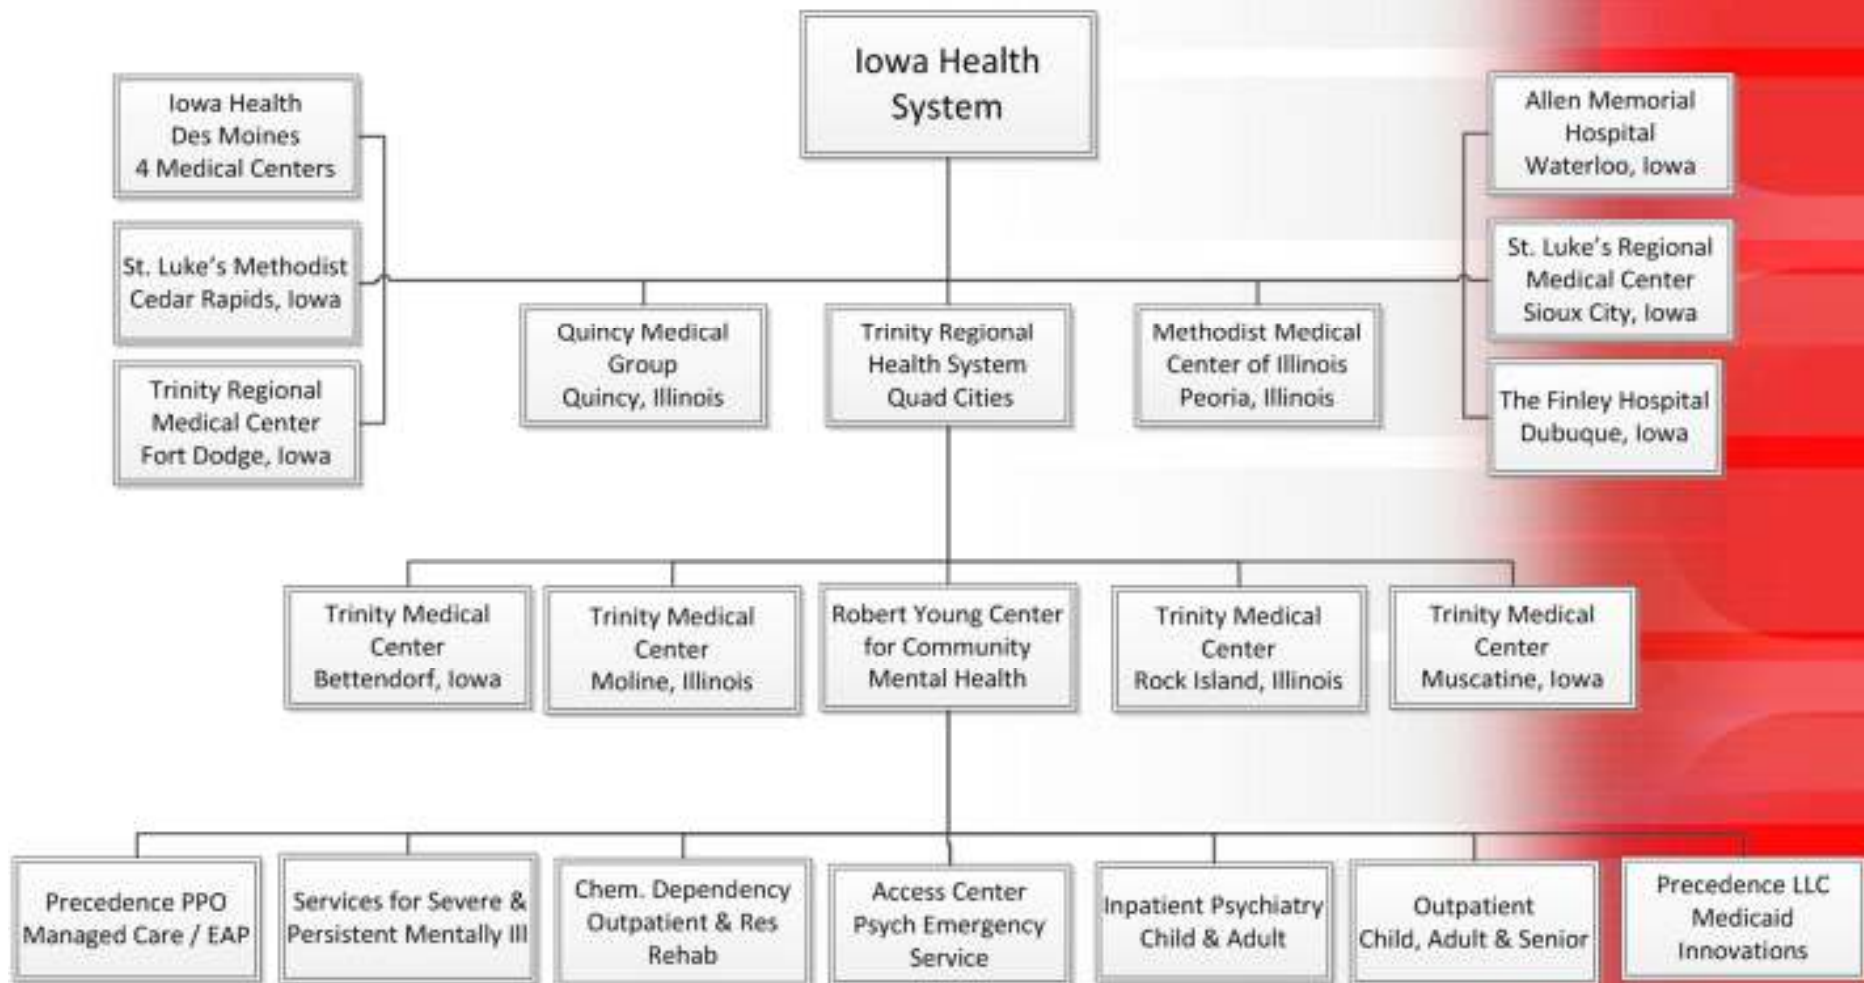 Iowa Health
System
Iowa Health
Des Moines
4 Medical Centers
St. Luke's Methodist
Cedar Rapids, Iowa
Trinity Regional
Medical Center
Fort Dodge, Iowa
Quincy Medical
Group
Quincy, Illinois
Trinity Regional
Health System
Quad Cities
Methodist Medical
Center of Illinois
Peoria, Illinois
Allen Memorial
Hospital
Waterloo, Iowa
St. Luke's Regional
Medical Center
Sioux City, Iowa
The Finley Hospital
Dubuque, Iowa
Trinity Medical
Center
Bettendorf, Iowa
Trinity Medical
Center
Moline, Illinois
Robert Young Center
for Community
Mental Health
Trinity Medical
Center
Rock Island, Illinois
Trinity Medical
Center
Muscatine, Iowa
Precedence PPO
Managed Care / EAP
Services for Severe &
Persistent Mentally Ill
Chem. Dependency
Outpatient & Res
Rehab
Access Center
Psych Emergency
Service
Inpatient Psychiatry
Child & Adult
Outpatient
Child, Adult & Senior
Precedence LLC
Medicaid
Innovations